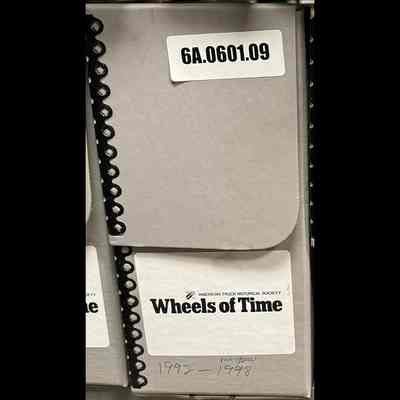 6A.0601.09
AMERICAN TRUCK HISTORICAL SOCIETY
Wheels of Time
1992 — 1998